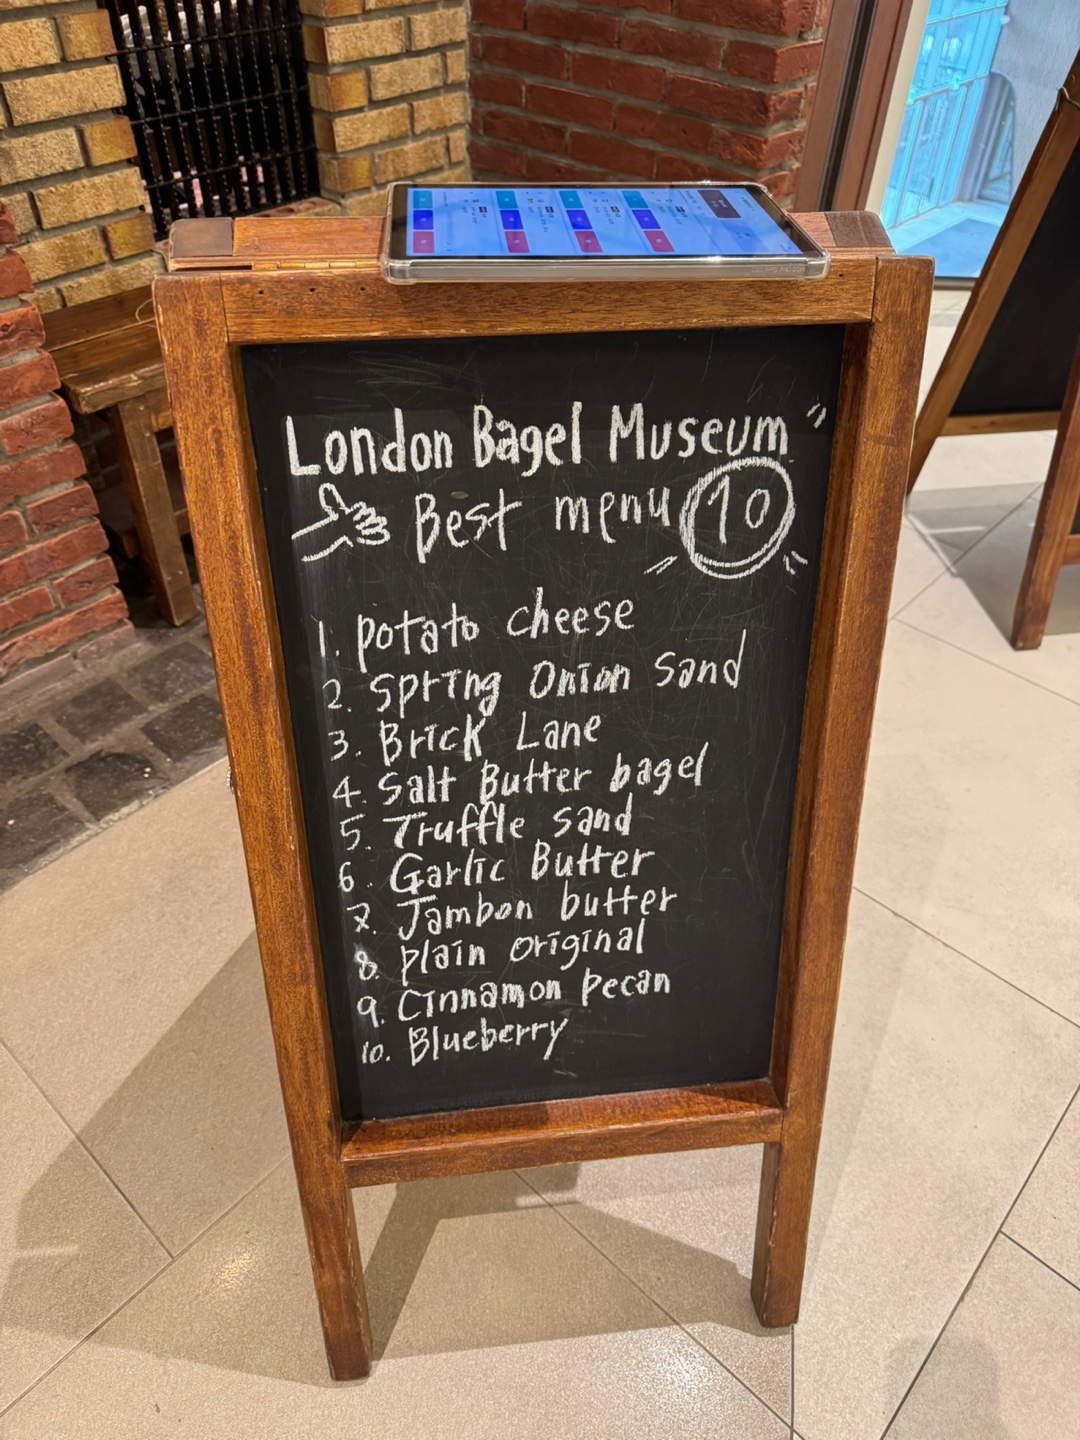 London Bagel Museum
Best menu 10
1. potato cheese
2. spring onion sand
3. Brick Lane
4. Salt Butter bagel
5. Truffle sand
6. Garlic Butter
7. Jambon butter
8. plain original
9. Cinnamon pecan
10. Blueberry